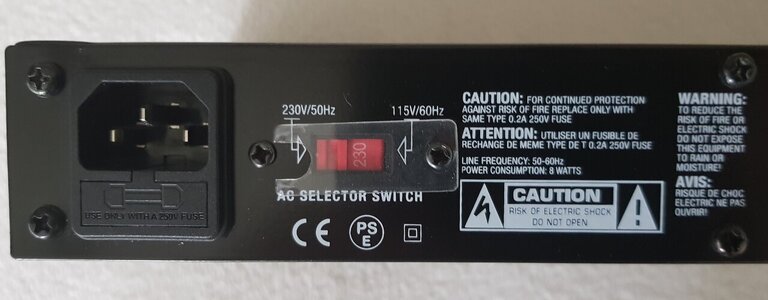 230V/50Hz
115V/60Hz
230
AC SELECTOR SWITCH
USE ONLY WITH A 250V FUSE
CE
PS
E
CAUTION: FOR CONTINUED PROTECTION
AGAINST RISK OF FIRE REPLACE ONLY WITH
SAME TYPE 0.2A 250V FUSE
ATTENTION: UTILISER UN FUSIBLE DE
RECHANGE DE MEME TYPE DE T 0.2A 250V FUSE
LINE FREQUENCY: 50-60Hz
POWER CONSUMPTION: 8 WATTS
CAUTION
RISK OF ELECTRIC SHOCK
DO NOT OPEN
WARNING:
TO REDUCE THE
RISK OF FIRE OR
ELECTRIC SHOCK
DO NOT EXPOSE
THIS EQUIPMENT
TO RAIN OR
MOISTURE!
AVIS:
RISQUE DE CHOC
ELECTRIC NE PAS
OUVRIR!